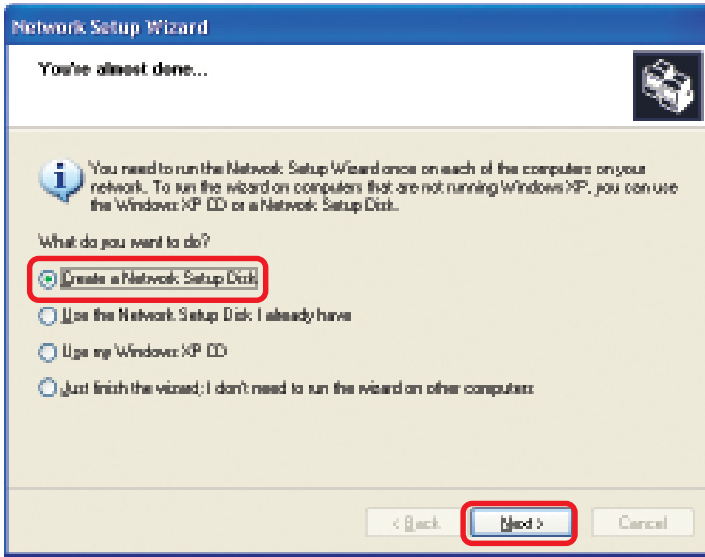 Network Setup Wizard
You're almost done...
You need to run the Network Setup Wizard once on each of the computers on your
network. To run the wizard on computers that are not running Windows XP, you can use
the Windows XP CD or a Network Setup Disk.
What do you want to do?
Create a Network Setup Disk
Use the Network Setup Disk I already have
Use my Windows XP CD
Just finish the wizard; I don't need to run the wizard on other computers
< Back
Next >
Cancel